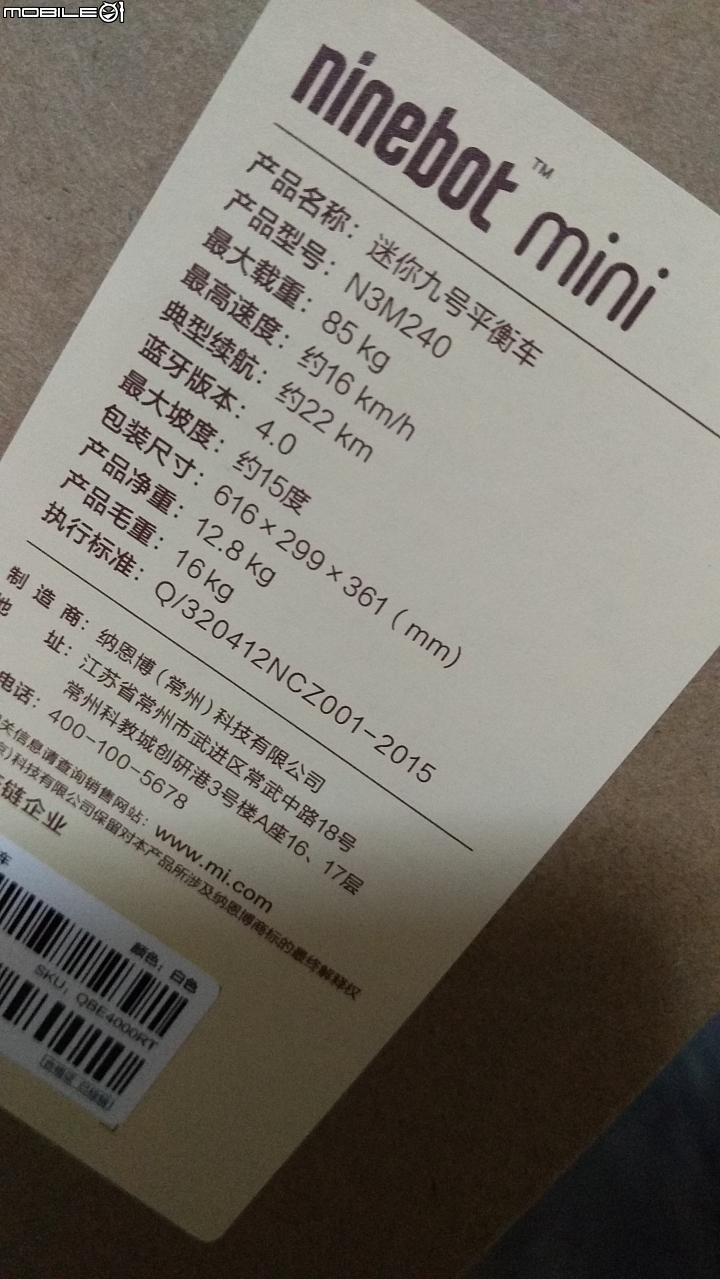 MOBILE01
ninebot™ mini
产品名称：迷你九号平衡车
产品型号：N3M240
最大载重：85 kg
最高速度：约16 km/h
典型续航：约22 km
蓝牙版本：4.0
最大坡度：约15度
包装尺寸：616 × 299 × 361 ( mm)
产品净重：12.8 kg
产品毛重：16 kg
执行标准：Q/320412NCZ001-2015
制 造 商：纳恩博 ( 常州 ) 科技有限公司
址：江苏省常州市武进区常武中路18号
常州科教城创研港3号楼A座16、17层
电话：400-100-5678
关信息请查询销售网站：www.mi.com
)科技有限公司保留对本产品所涉及纳恩博商标的最终解释权
链企业
车
颜色：白色
SKU：QBE4000RT